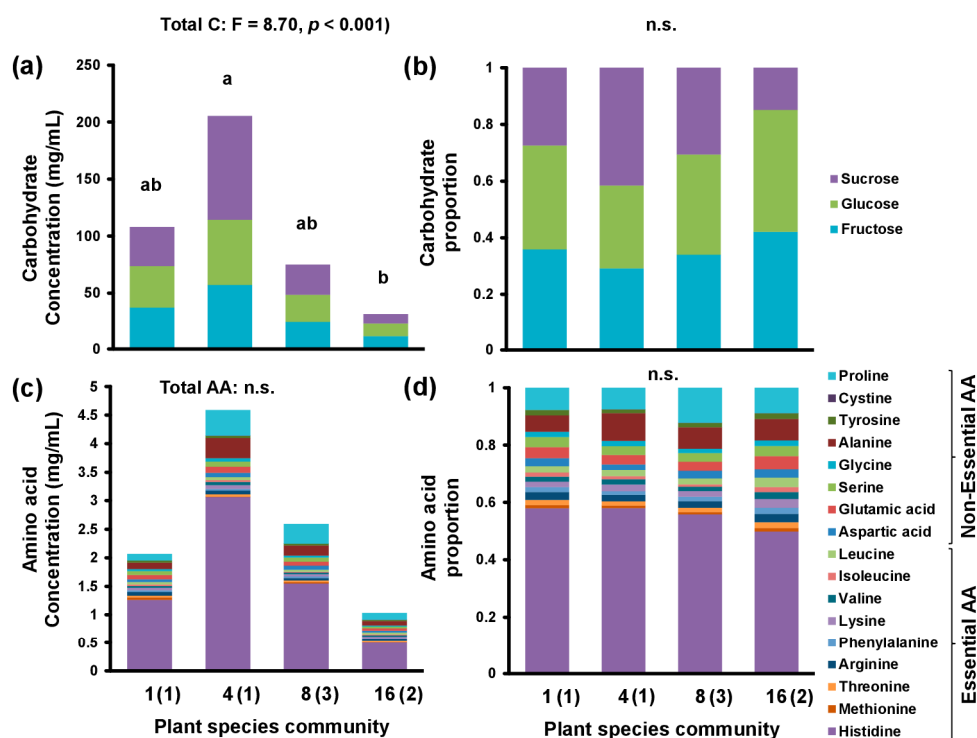 Total C: F = 8.70, p < 0.001)
n.s.
(a)
250
200
150
100
50
0
Carbohydrate
Concentration (mg/mL)
ab
a
ab
b
(b)
1
0.8
0.6
0.4
0.2
0
Carbohydrate
proportion
Sucrose
Glucose
Fructose
(c)
Total AA: n.s.
5
4.5
4
3.5
3
2.5
2
1.5
1
0.5
0
Amino acid
Concentration (mg/mL)
1 (1)
4 (1)
8 (3)
16 (2)
Plant species community
(d)
n.s.
1
0.8
0.6
0.4
0.2
0
Amino acid
proportion
1 (1)
4 (1)
8 (3)
16 (2)
Plant species community
Proline
Cystine
Tyrosine
Alanine
Glycine
Serine
Glutamic acid
Aspartic acid
Leucine
Isoleucine
Valine
Lysine
Phenylalanine
Arginine
Threonine
Methionine
Histidine
Non-Essential AA
Essential AA